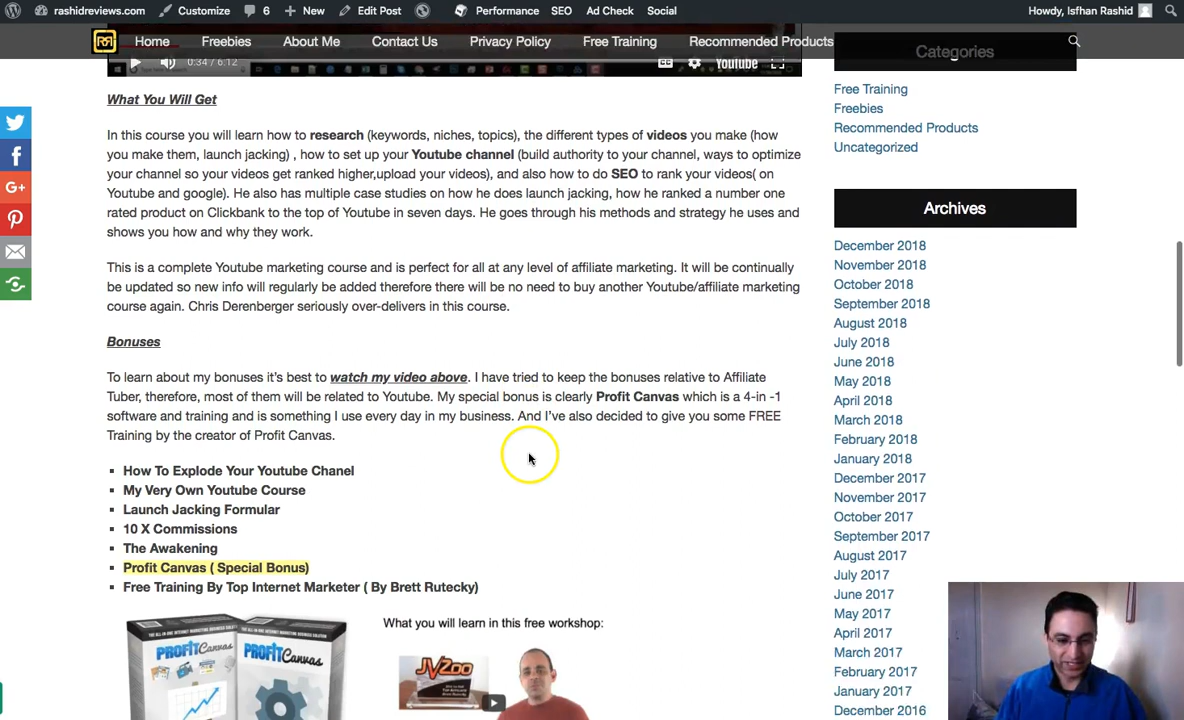 rashidreviews.com Customize 6 New Edit Post Performance SEO Ad Check Social Howdy, Isfhan Rashid
RR Home Freebies About Me Contact Us Privacy Policy Free Training Recommended Products
0:34 / 6:12 CC YouTube
What You Will Get
In this course you will learn how to research (keywords, niches, topics), the different types of videos you make (how
you make them, launch jacking) , how to set up your Youtube channel (build authority to your channel, ways to optimize
your channel so your videos get ranked higher,upload your videos), and also how to do SEO to rank your videos( on
Youtube and google). He also has multiple case studies on how he does launch jacking, how he ranked a number one
rated product on Clickbank to the top of Youtube in seven days. He goes through his methods and strategy he uses and
shows you how and why they work.
This is a complete Youtube marketing course and is perfect for all at any level of affiliate marketing. It will be continually
be updated so new info will regularly be added therefore there will be no need to buy another Youtube/affiliate marketing
course again. Chris Derenberger seriously over-delivers in this course.
Bonuses
To learn about my bonuses it's best to watch my video above. I have tried to keep the bonuses relative to Affiliate
Tuber, therefore, most of them will be related to Youtube. My special bonus is clearly Profit Canvas which is a 4-in -1
software and training and is something I use every day in my business. And I've also decided to give you some FREE
Training by the creator of Profit Canvas.
How To Explode Your Youtube Chanel
My Very Own Youtube Course
Launch Jacking Formular
10 X Commissions
The Awakening
Profit Canvas ( Special Bonus)
Free Training By Top Internet Marketer ( By Brett Rutecky)
THE ALL IN ONE INTERNET MARKETING BUSINESS SOLUTION
PROFITCANVAS
PROFITCANVAS
What you will learn in this free workshop:
JVZoo
Categories
Free Training
Freebies
Recommended Products
Uncategorized
Archives
December 2018
November 2018
October 2018
September 2018
August 2018
July 2018
June 2018
May 2018
April 2018
March 2018
February 2018
January 2018
December 2017
November 2017
October 2017
September 2017
August 2017
July 2017
June 2017
May 2017
April 2017
March 2017
February 2017
January 2017
December 2016